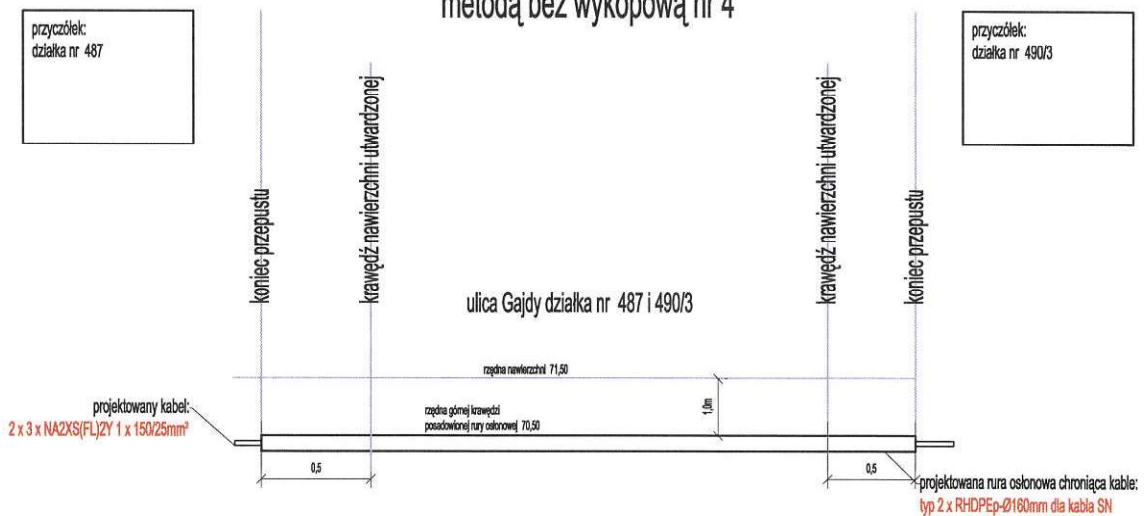 metodą bez wykopową nr 4
przyczółek:
działka nr 487
przyczółek:
działka nr 490/3
koniec przepustu
krawędź nawierzchni utwardzonej
krawędź nawierzchni utwardzonej
koniec przepustu
ulica Gajdy działka nr 487 i 490/3
rzędna nawierzchni 71,50
1,0m
projektowany kabel:
2 x 3 x NA2XS(FL)2Y 1 x 150/25mm²
rzędna górnej krawędzi
posadowionej rury osłonowej 70,50
0,5
0,5
projektowana rura osłonowa chroniąca kable:
typ 2 x RHDPEp-Ø160mm dla kabla SN